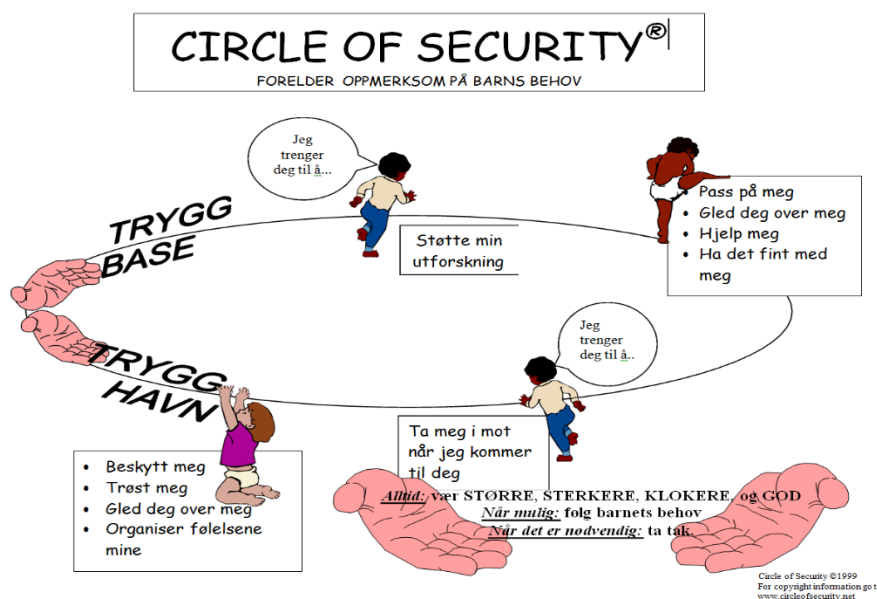 CIRCLE OF SECURITY®
FORELDER OPPMERKSOM PÅ BARNS BEHOV
Jeg
trenger
deg til å...
TRYGG
BASE
Støtte min
utforskning
• Pass på meg
• Gled deg over meg
• Hjelp meg
• Ha det fint med
meg
Jeg
trenger
deg til å..
TRYGG
HAVN
Ta meg i mot
når jeg kommer
til deg
• Beskytt meg
• Trøst meg
• Gled deg over meg
• Organiser følelsene
mine
Alltid: vær STØRRE, STERKERE, KLOKERE, og GOD
Når mulig: følg barnets behov
Når det er nødvendig: ta tak.
Circle of Security ©1999
For copyright information go t
www.circleofsecurity.net